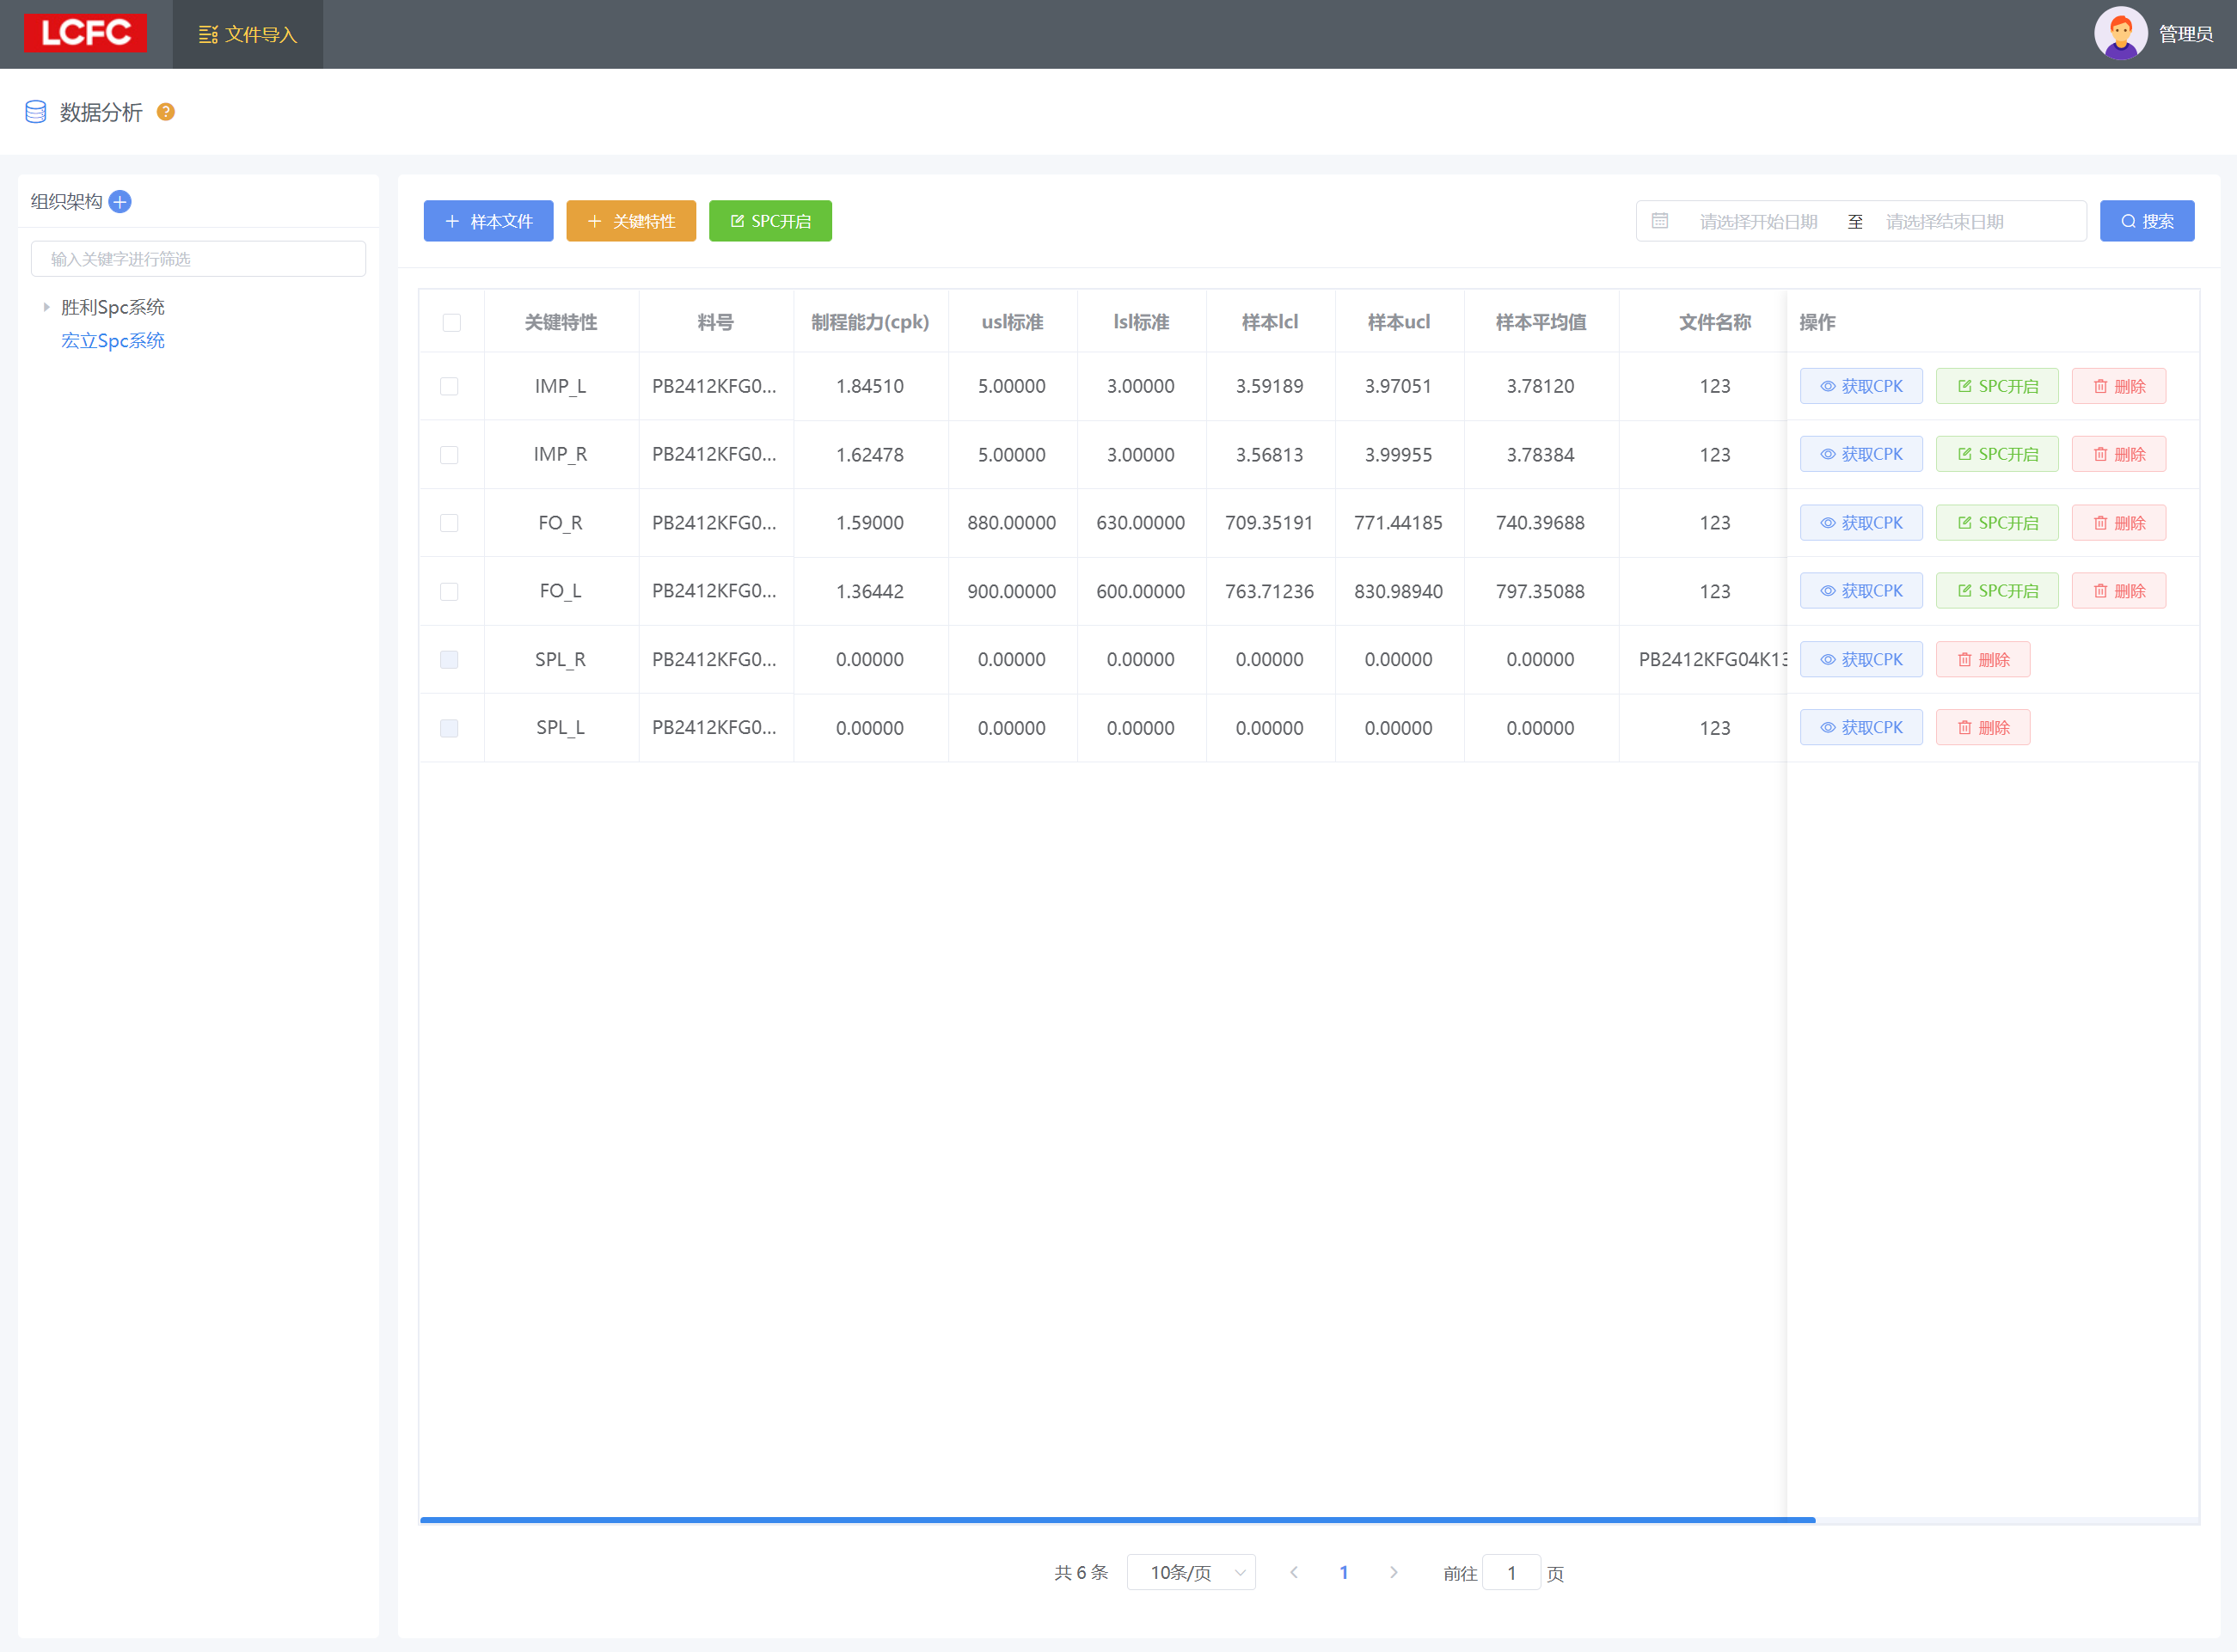 LCFC 文件导入 管理员
数据分析 ?
组织架构
输入关键字进行筛选
胜利Spc系统
宏立Spc系统
样本文件 关键特性 SPC开启 请选择开始日期 至 请选择结束日期 搜索
关键特性 料号 制程能力(cpk) usl标准 lsl标准 样本lcl 样本ucl 样本平均值 文件名称 操作
IMP_L PB2412KFG0... 1.84510 5.00000 3.00000 3.59189 3.97051 3.78120 123 获取CPK SPC开启 删除
IMP_R PB2412KFG0... 1.62478 5.00000 3.00000 3.56813 3.99955 3.78384 123 获取CPK SPC开启 删除
FO_R PB2412KFG0... 1.59000 880.00000 630.00000 709.35191 771.44185 740.39688 123 获取CPK SPC开启 删除
FO_L PB2412KFG0... 1.36442 900.00000 600.00000 763.71236 830.98940 797.35088 123 获取CPK SPC开启 删除
SPL_R PB2412KFG0... 0.00000 0.00000 0.00000 0.00000 0.00000 0.00000 PB2412KFG04K13 获取CPK 删除
SPL_L PB2412KFG0... 0.00000 0.00000 0.00000 0.00000 0.00000 0.00000 123 获取CPK 删除
共 6 条 10条/页 1 前往 1 页